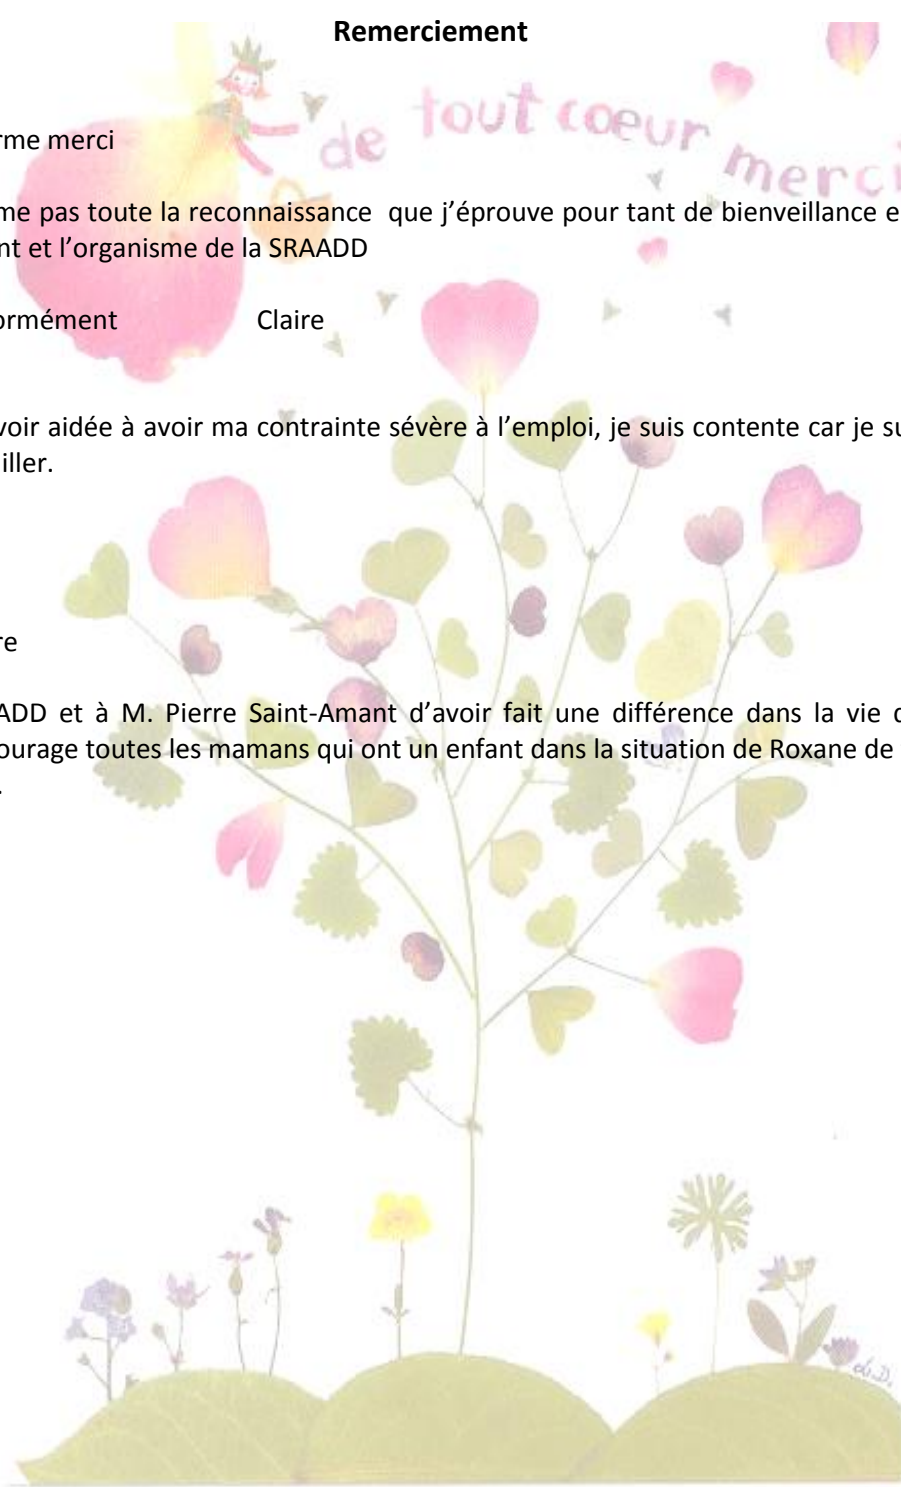 Remerciement
de tout coeur merci
rme merci
me pas toute la reconnaissance que j’éprouve pour tant de bienveillance e
nt et l’organisme de la SRAADD
ormément Claire
voir aidée à avoir ma contrainte sévère à l’emploi, je suis contente car je su
iller.
re
ADD et à M. Pierre Saint-Amant d’avoir fait une différence dans la vie d
ourage toutes les mamans qui ont un enfant dans la situation de Roxane de
.
L.D.